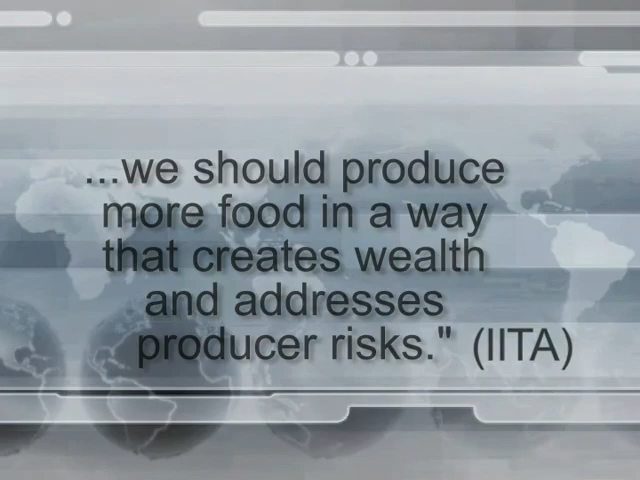 ...we should produce
more food in a way
that creates wealth
and addresses
producer risks." (IITA)